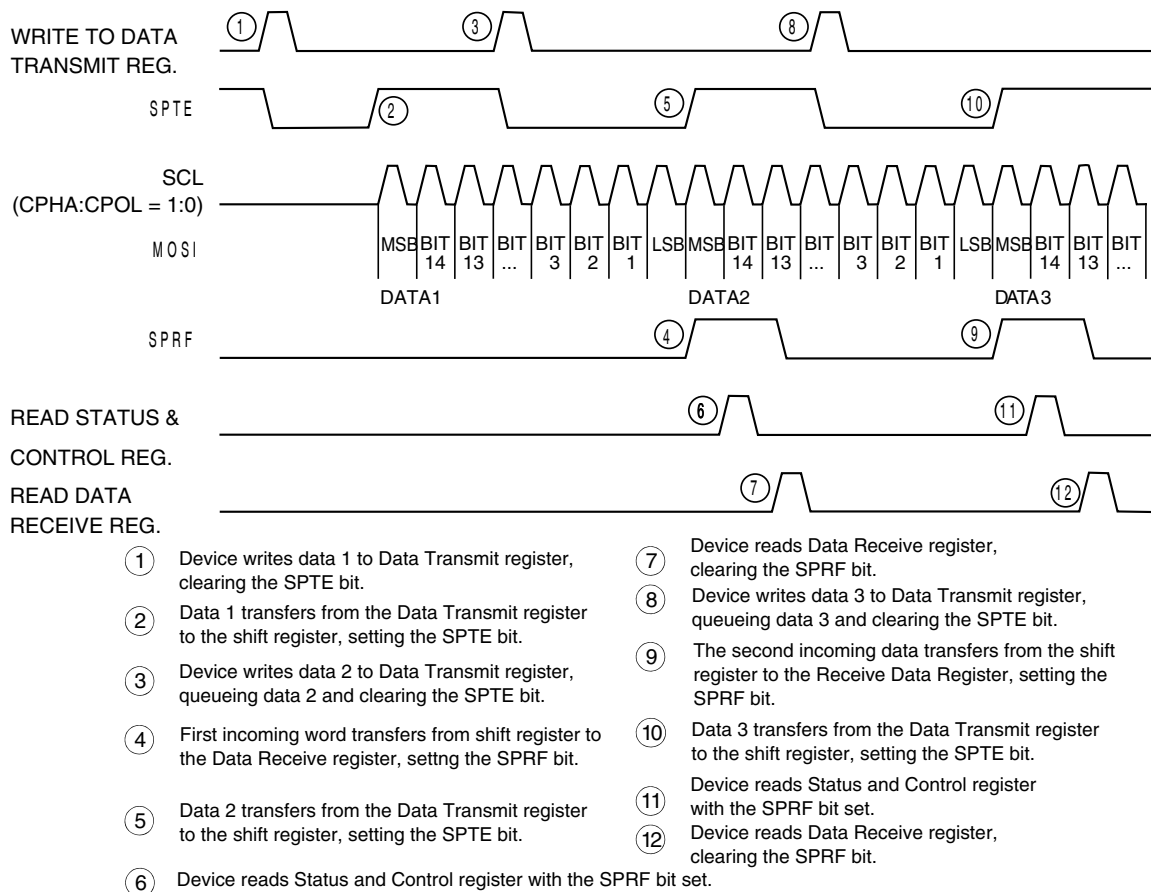 WRITE TO DATA
TRANSMIT REG.
1
3
8
SPTE
2
5
10
SCL
(CPHA:CPOL = 1:0)
MOSI
MSB BIT 14 BIT 13 BIT ... BIT 3 BIT 2 BIT 1 LSB MSB BIT 14 BIT 13 BIT ... BIT 3 BIT 2 BIT 1 LSB MSB BIT 14 BIT 13 BIT ...
DATA1
DATA2
DATA3
SPRF
4
9
READ STATUS &
CONTROL REG.
6
11
READ DATA
RECEIVE REG.
7
12
1 Device writes data 1 to Data Transmit register,
clearing the SPTE bit.
2 Data 1 transfers from the Data Transmit register
to the shift register, setting the SPTE bit.
3 Device writes data 2 to Data Transmit register,
queueing data 2 and clearing the SPTE bit.
4 First incoming word transfers from shift register to
the Data Receive register, settng the SPRF bit.
5 Data 2 transfers from the Data Transmit register
to the shift register, setting the SPTE bit.
6 Device reads Status and Control register with the SPRF bit set.
7 Device reads Data Receive register,
clearing the SPRF bit.
8 Device writes data 3 to Data Transmit register,
queueing data 3 and clearing the SPTE bit.
9 The second incoming data transfers from the shift
register to the Receive Data Register, setting the
SPRF bit.
10 Data 3 transfers from the Data Transmit register
to the shift register, setting the SPTE bit.
11 Device reads Status and Control register
with the SPRF bit set.
12 Device reads Data Receive register,
clearing the SPRF bit.